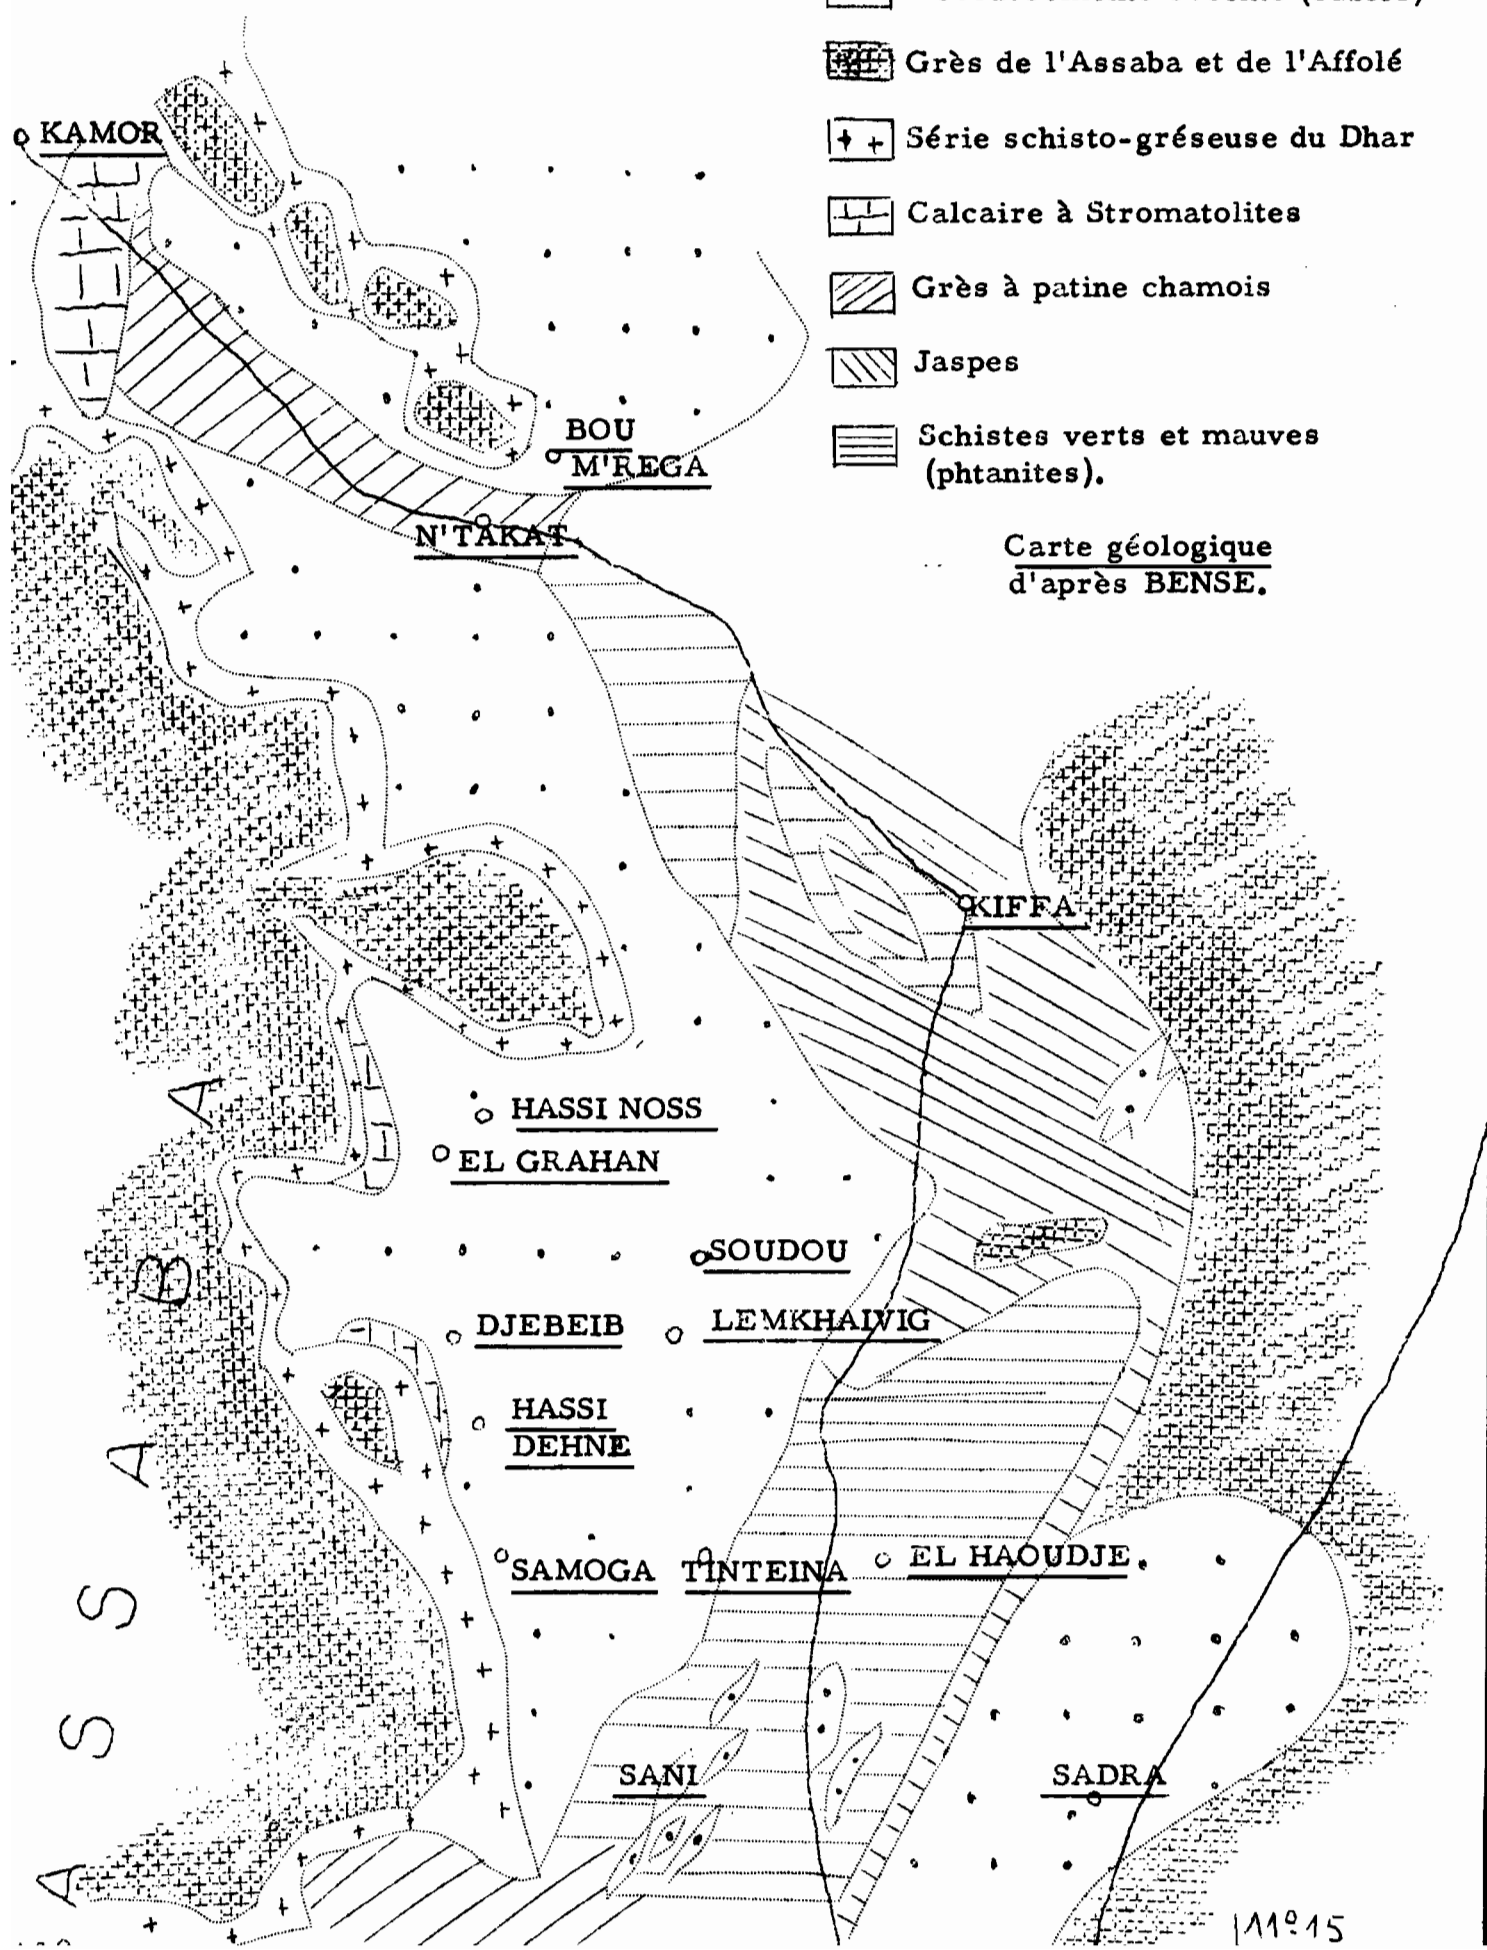 Grès de l'Assaba et de l'Affolé
Série schisto-gréseuse du Dhar
Calcaire à Stromatolites
Grès à patine chamois
Jaspes
Schistes verts et mauves
(phtanites).
Carte géologique
d'après BENSE.
KAMOR
BOU
M'REGA
N'TAKAT
KIFFA
HASSI NOSS
EL GRAHAN
SOUDOU
DJEBEIB
LEMKHAIVIG
HASSI
DEHNE
SAMOGA
TINTEINA
EL HAOUDJE
SANI
SADRA
ASSABA
11º15